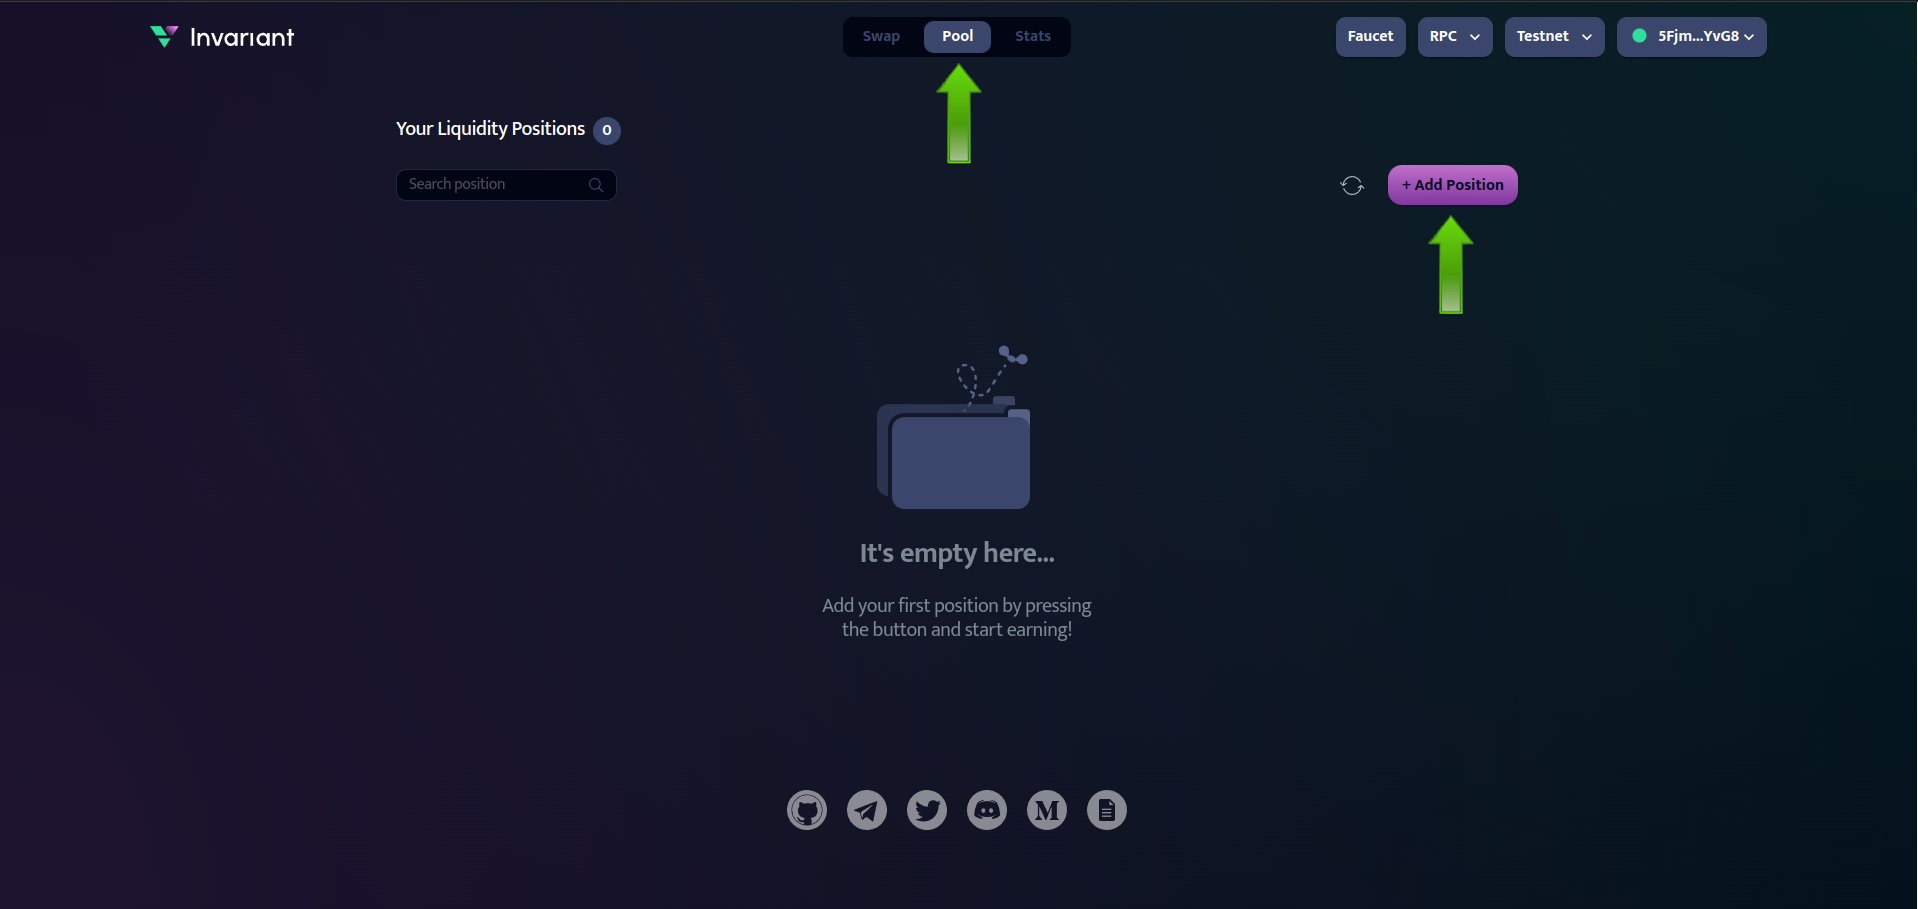 Invariant
Swap
Pool
Stats
Faucet
RPC
Testnet
5Fjm...YvG8
Your Liquidity Positions 0
Search position
+ Add Position
It's empty here...
Add your first position by pressing
the button and start earning!
M